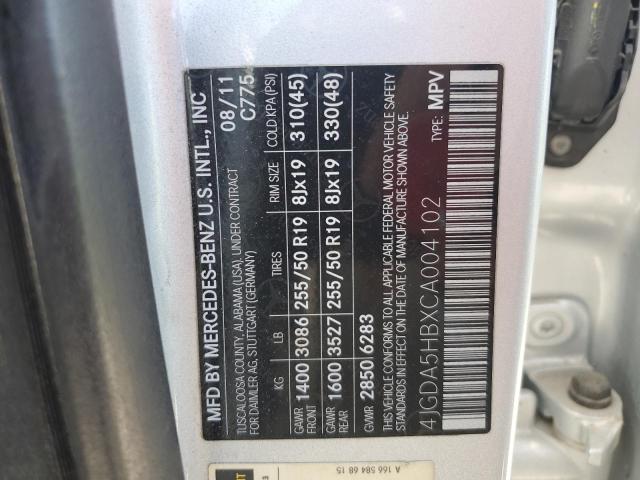 MFD BY MERCEDES-BENZ U.S. INTL., INC
TUSCALOOSA COUNTY, ALABAMA (USA), UNDER CONTRACT
FOR DAIMLER AG, STUTTGART (GERMANY)
08/11
C775
KG LB TIRES RIM SIZE COLD KPA (PSI)
GAWR FRONT 1400 3086 255/50 R19 8Jx19 310(45)
GAWR REAR 1600 3527 255/50 R19 8Jx19 330(48)
GVWR 2850 6283
THIS VEHICLE CONFORMS TO ALL APPLICABLE FEDERAL MOTOR VEHICLE SAFETY
STANDARDS IN EFFECT ON THE DATE OF MANUFACTURE SHOWN ABOVE.
4JGDA5HBXCA004102 TYPE: MPV
A 166 584 68 15